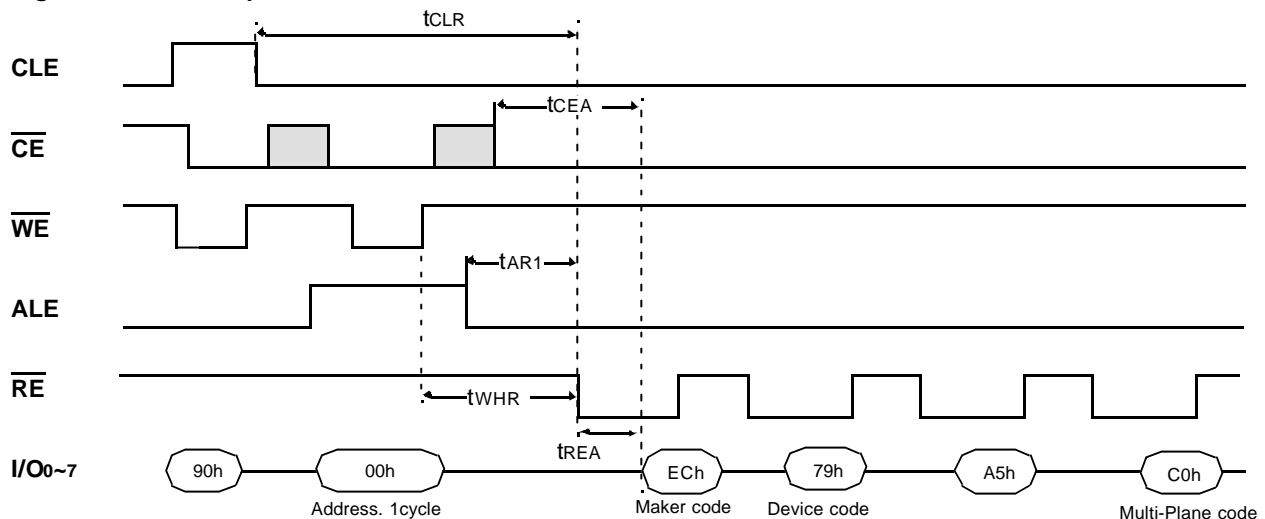 tCLR
CLE
tCEA
CE
WE
tAR1
ALE
RE
tWHR
tREA
I/O0~7
90h
00h
ECh
79h
A5h
C0h
Address. 1cycle
Maker code
Device code
Multi-Plane code